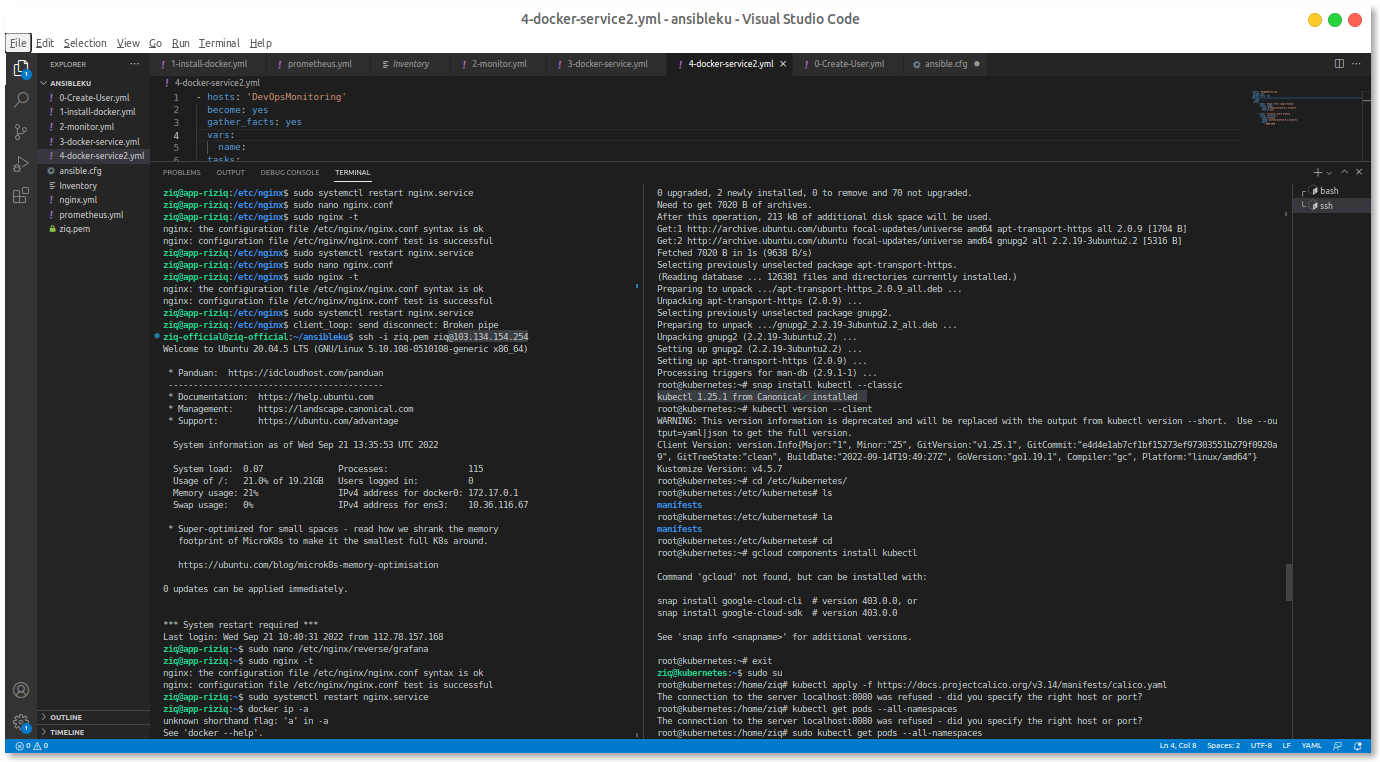 4-docker-service2.yml - ansibleku - Visual Studio Code
File Edit Selection View Go Run Terminal Help
EXPLORER ...
ANSIBLEKU
! 0-Create-User.yml
! 1-install-docker.yml
! 2-monitor.yml
! 3-docker-service.yml
! 4-docker-service2.yml
ansible.cfg
Inventory
! nginx.yml
! prometheus.yml
ziq.pem
OUTLINE
TIMELINE
1
1
! 1-install-docker.yml ! prometheus.yml Inventory ! 2-monitor.yml ! 3-docker-service.yml ! 4-docker-service2.yml ! 0-Create-User.yml ansible.cfg
! 4-docker-service2.yml
1 - hosts: 'DevOpsMonitoring'
2 become: yes
3 gather_facts: yes
4 vars:
5 name:
6 tasks:
PROBLEMS OUTPUT DEBUG CONSOLE TERMINAL
ziq@app-riziq:/etc/nginx$ sudo systemctl restart nginx.service
ziq@app-riziq:/etc/nginx$ sudo nano nginx.conf
ziq@app-riziq:/etc/nginx$ sudo nginx -t
nginx: the configuration file /etc/nginx/nginx.conf syntax is ok
nginx: configuration file /etc/nginx/nginx.conf test is successful
ziq@app-riziq:/etc/nginx$ sudo systemctl restart nginx.service
ziq@app-riziq:/etc/nginx$ sudo nano nginx.conf
ziq@app-riziq:/etc/nginx$ sudo nginx -t
nginx: the configuration file /etc/nginx/nginx.conf syntax is ok
nginx: configuration file /etc/nginx/nginx.conf test is successful
ziq@app-riziq:/etc/nginx$ sudo systemctl restart nginx.service
ziq@app-riziq:/etc/nginx$ client_loop: send disconnect: Broken pipe
ziq-official@ziq-official:~/ansibleku$ ssh -i ziq.pem ziq@103.134.154.254
Welcome to Ubuntu 20.04.5 LTS (GNU/Linux 5.10.108-0510108-generic x86_64)
* Panduan: https://idcloudhost.com/panduan
-------------------------------------------
* Documentation: https://help.ubuntu.com
* Management: https://landscape.canonical.com
* Support: https://ubuntu.com/advantage
System information as of Wed Sep 21 13:35:53 UTC 2022
System load: 0.07 Processes: 115
Usage of /: 21.0% of 19.21GB Users logged in: 0
Memory usage: 21% IPv4 address for docker0: 172.17.0.1
Swap usage: 0% IPv4 address for ens3: 10.36.116.67
* Super-optimized for small spaces - read how we shrank the memory
footprint of MicroK8s to make it the smallest full K8s around.
https://ubuntu.com/blog/microk8s-memory-optimisation
0 updates can be applied immediately.
*** System restart required ***
Last login: Wed Sep 21 10:40:31 2022 from 112.78.157.168
ziq@app-riziq:~$ sudo nano /etc/nginx/reverse/grafana
ziq@app-riziq:~$ sudo nginx -t
nginx: the configuration file /etc/nginx/nginx.conf syntax is ok
nginx: configuration file /etc/nginx/nginx.conf test is successful
ziq@app-riziq:~$ sudo systemctl restart nginx.service
ziq@app-riziq:~$ docker ip -a
unknown shorthand flag: 'a' in -a
See 'docker --help'.
0 upgraded, 2 newly installed, 0 to remove and 70 not upgraded.
Need to get 7020 B of archives.
After this operation, 213 kB of additional disk space will be used.
Get:1 http://archive.ubuntu.com/ubuntu focal-updates/universe amd64 apt-transport-https all 2.0.9 [1704 B]
Get:2 http://archive.ubuntu.com/ubuntu focal-updates/universe amd64 gnupg2 all 2.2.19-3ubuntu2.2 [5316 B]
Fetched 7020 B in 1s (9638 B/s)
Selecting previously unselected package apt-transport-https.
(Reading database ... 126381 files and directories currently installed.)
Preparing to unpack .../apt-transport-https_2.0.9_all.deb ...
Unpacking apt-transport-https (2.0.9) ...
Selecting previously unselected package gnupg2.
Preparing to unpack .../gnupg2_2.2.19-3ubuntu2.2_all.deb ...
Unpacking gnupg2 (2.2.19-3ubuntu2.2) ...
Setting up gnupg2 (2.2.19-3ubuntu2.2) ...
Setting up apt-transport-https (2.0.9) ...
Processing triggers for man-db (2.9.1-1) ...
root@kubernetes:~# snap install kubectl --classic
kubectl 1.25.1 from Canonical✓ installed
root@kubernetes:~# kubectl version --client
WARNING: This version information is deprecated and will be replaced with the output from kubectl version --short. Use --ou
tput=yaml|json to get the full version.
Client Version: version.Info{Major:"1", Minor:"25", GitVersion:"v1.25.1", GitCommit:"e4d4e1ab7cf1bf15273ef97303551b279f0920a
9", GitTreeState:"clean", BuildDate:"2022-09-14T19:49:27Z", GoVersion:"go1.19.1", Compiler:"gc", Platform:"linux/amd64"}
Kustomize Version: v4.5.7
root@kubernetes:~# cd /etc/kubernetes/
root@kubernetes:/etc/kubernetes# ls
manifests
root@kubernetes:/etc/kubernetes# la
manifests
root@kubernetes:/etc/kubernetes# cd
root@kubernetes:~# gcloud components install kubectl
Command 'gcloud' not found, but can be installed with:
snap install google-cloud-cli # version 403.0.0, or
snap install google-cloud-sdk # version 403.0.0
See 'snap info <snapname>' for additional versions.
root@kubernetes:~# exit
ziq@kubernetes:~$ sudo su
root@kubernetes:/home/ziq# kubectl apply -f https://docs.projectcalico.org/v3.14/manifests/calico.yaml
The connection to the server localhost:8080 was refused - did you specify the right host or port?
root@kubernetes:/home/ziq# kubectl get pods --all-namespaces
The connection to the server localhost:8080 was refused - did you specify the right host or port?
root@kubernetes:/home/ziq# sudo kubectl get pods --all-namespaces
bash
ssh
0 0
Ln 4, Col 8 Spaces: 2 UTF-8 LF YAML